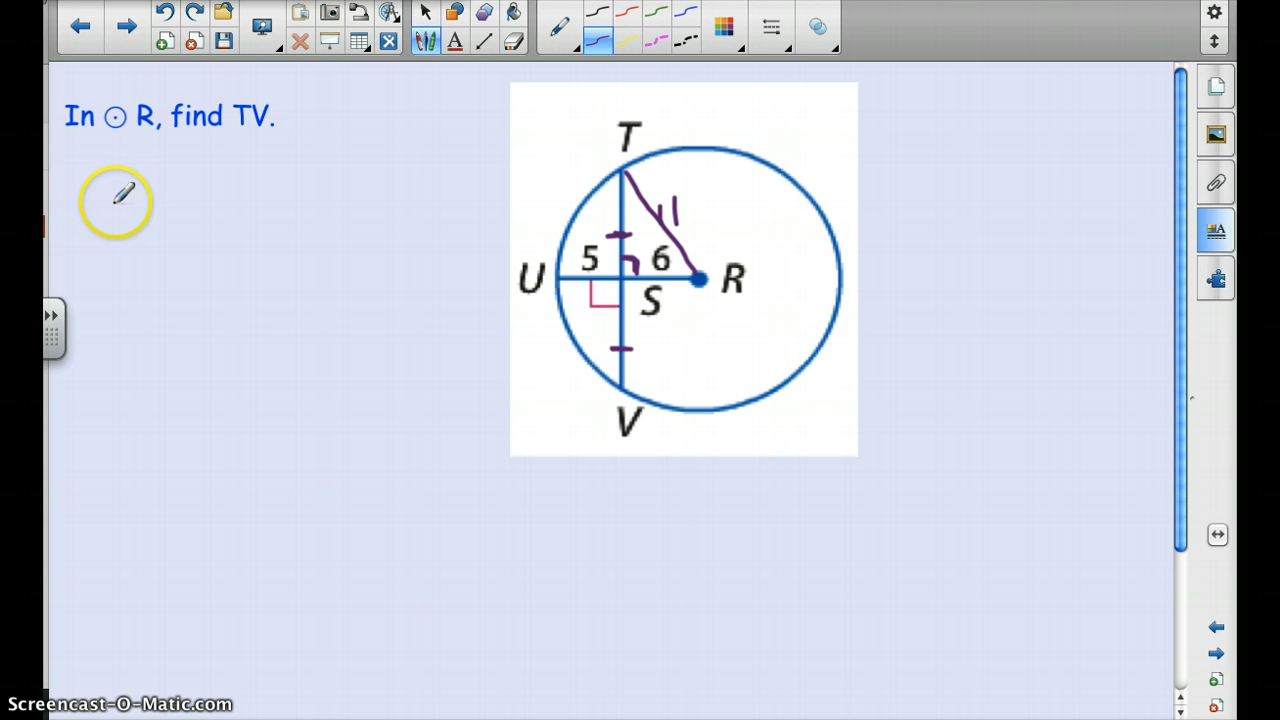 In ⊙ R, find TV.
T
11
5 6
U R
S
V
Screencast-O-Matic.com